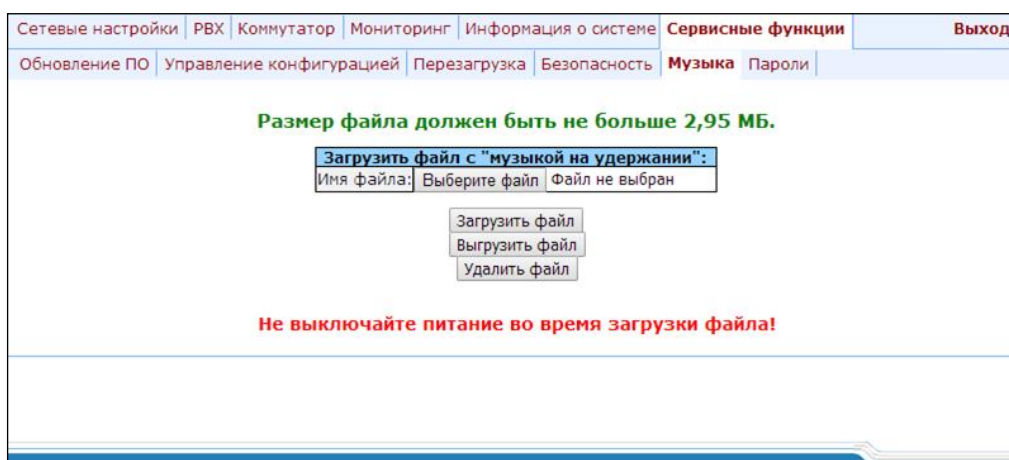 Сетевые настройки PBX Коммутатор Мониторинг Информация о системе Сервисные функции Выход
Обновление ПО Управление конфигурацией Перезагрузка Безопасность Музыка Пароли
Размер файла должен быть не больше 2,95 МБ.
Загрузить файл с "музыкой на удержании":
Имя файла: Выберите файл Файл не выбран
Загрузить файл
Выгрузить файл
Удалить файл
Не выключайте питание во время загрузки файла!